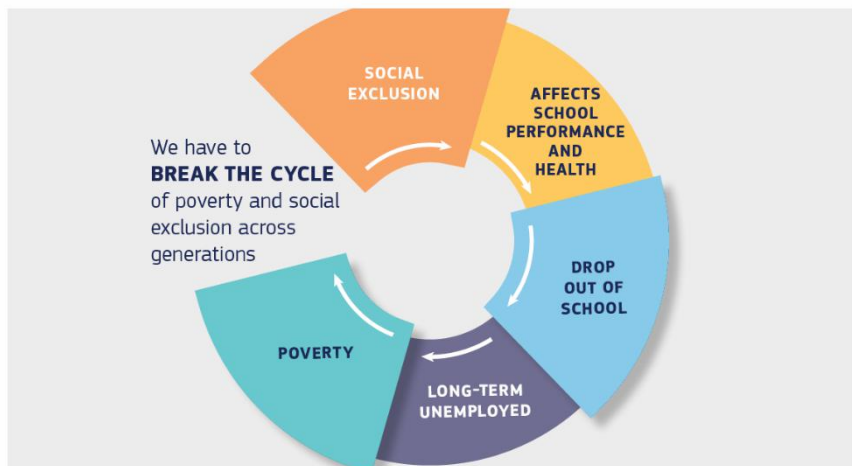 We have to
BREAK THE CYCLE
of poverty and social
exclusion across
generations
SOCIAL
EXCLUSION
AFFECTS
SCHOOL
PERFORMANCE
AND
HEALTH
DROP
OUT OF
SCHOOL
LONG-TERM
UNEMPLOYED
POVERTY